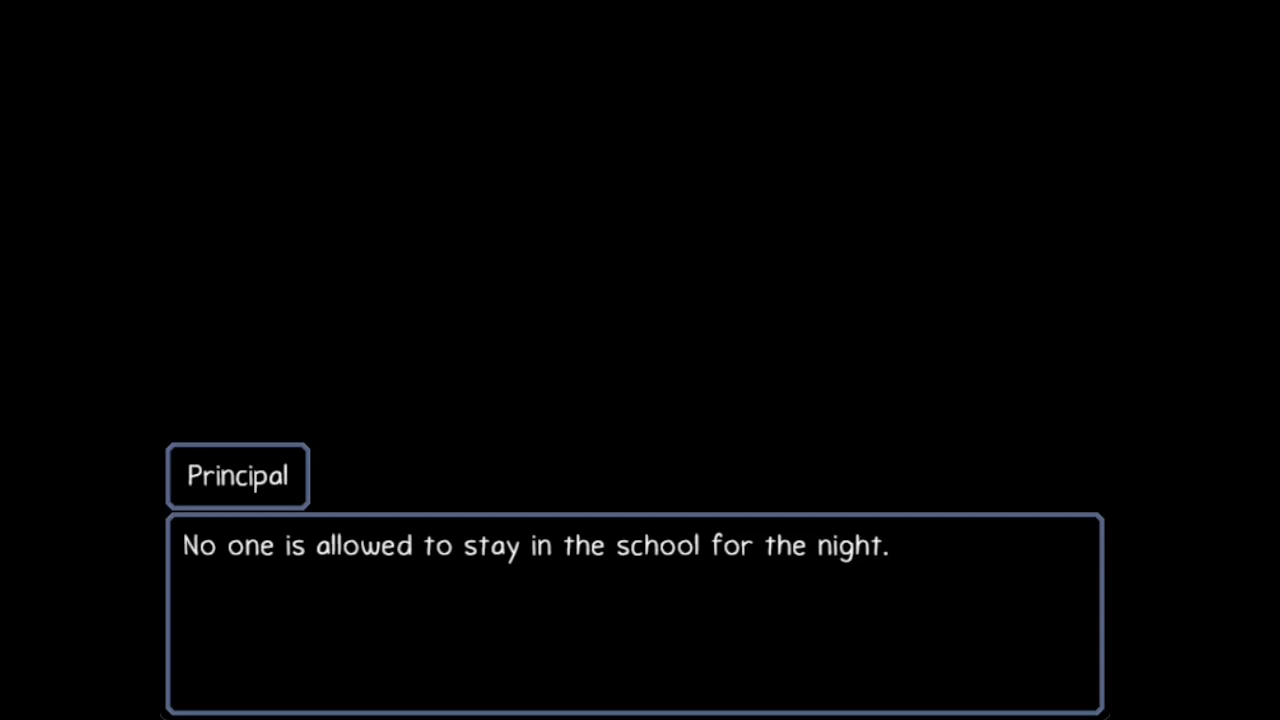 Principal
No one is allowed to stay in the school for the night.